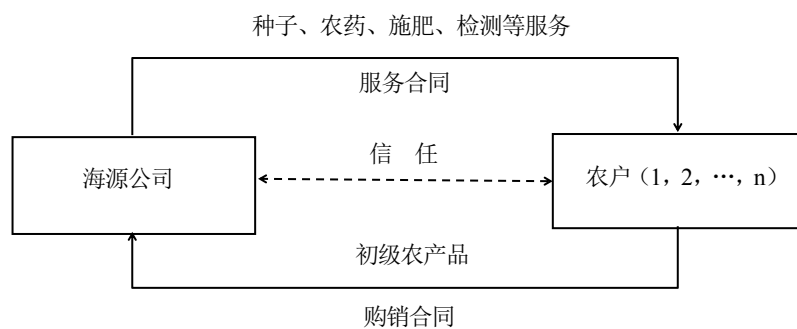 种子、农药、施肥、检测等服务
服务合同
信 任
海源公司
农户（1，2，…，n）
初级农产品
购销合同